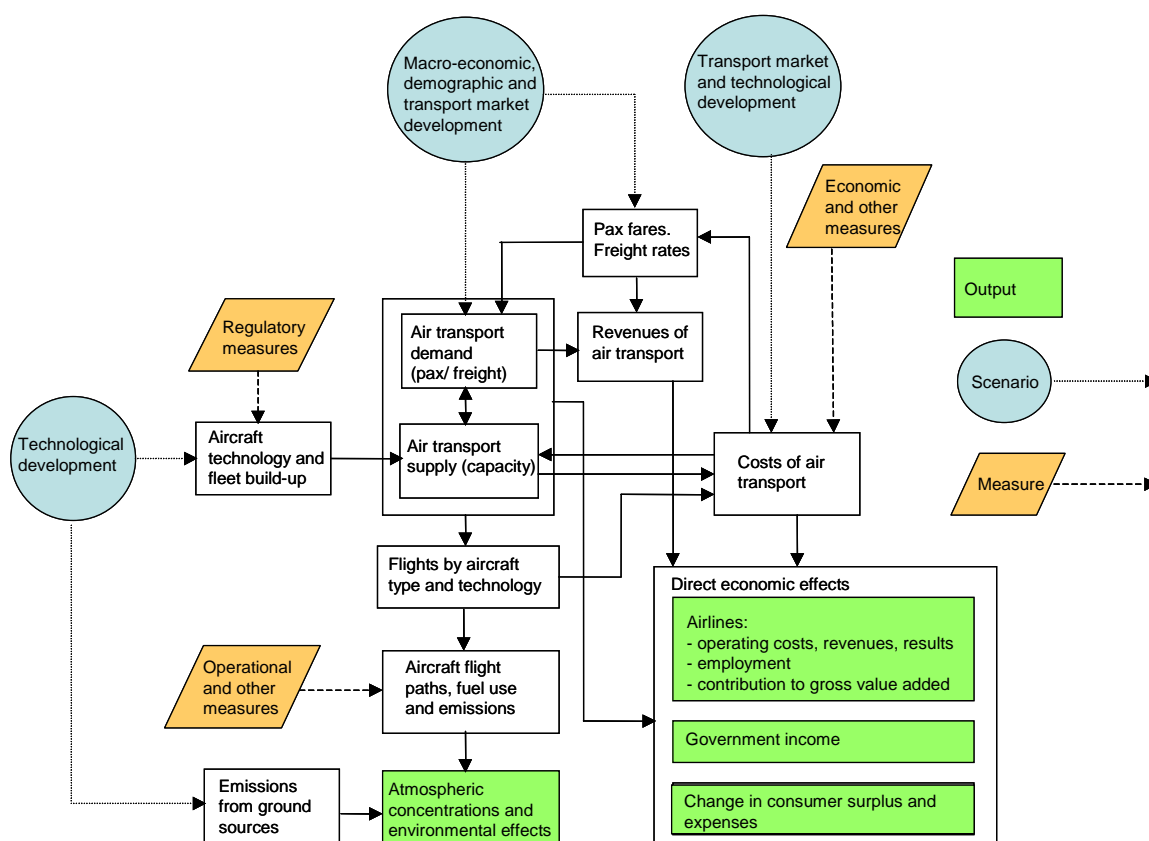 Macro-economic,
demographic and
transport market
development
Transport market
and technological
development
Economic
and other
measures
Pax fares.
Freight rates
Output
Regulatory
measures
Air transport
demand
(pax/ freight)
Revenues of
air transport
Scenario
Technological
development
Aircraft
technology and
fleet build-up
Air transport
supply (capacity)
Costs of air
transport
Measure
Flights by aircraft
type and technology
Direct economic effects
Airlines:
- operating costs, revenues, results
- employment
- contribution to gross value added
Operational
and other
measures
Aircraft flight
paths, fuel use
and emissions
Government income
Emissions
from ground
sources
Atmospheric
concentrations and
environmental effects
Change in consumer surplus and
expenses